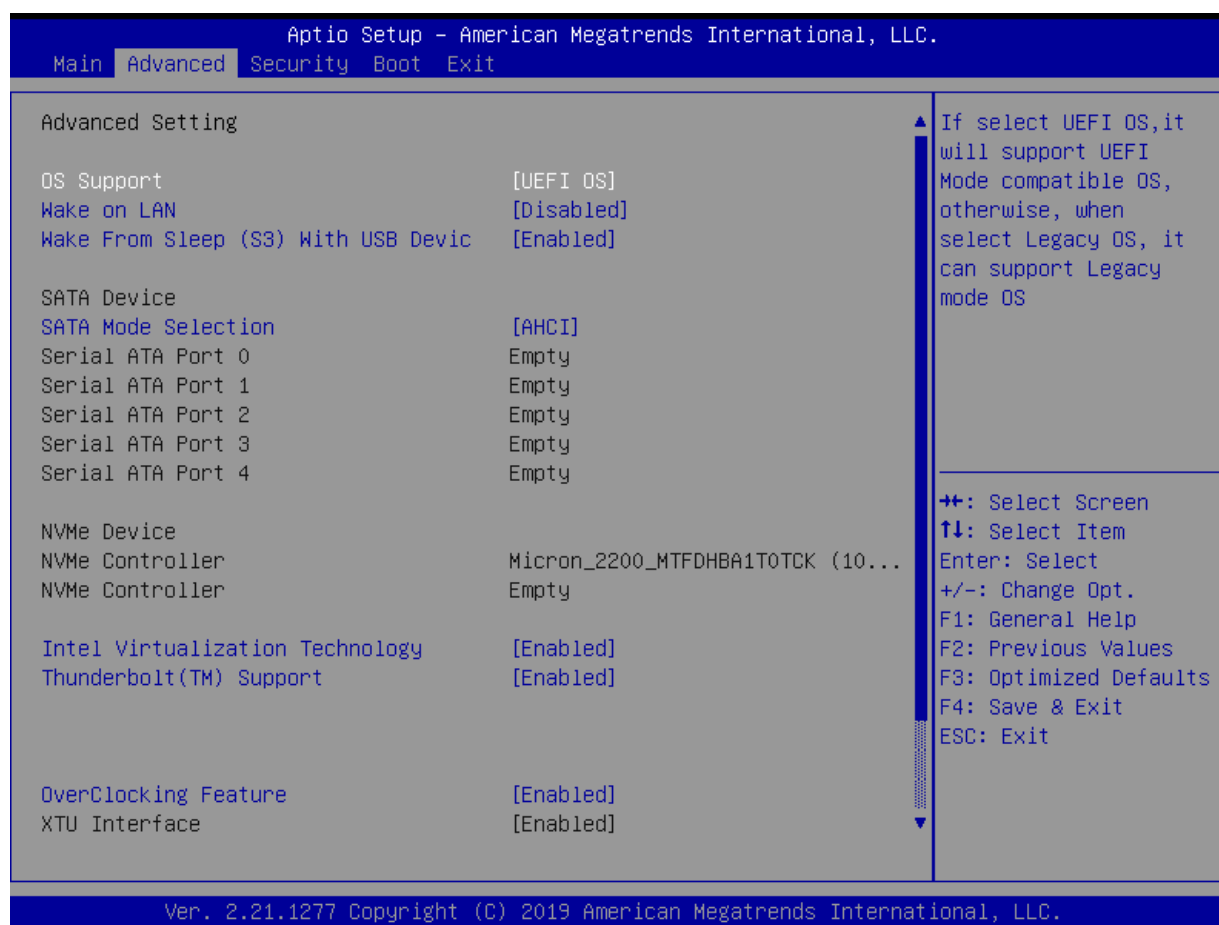 Aptio Setup – American Megatrends International, LLC.
Main Advanced Security Boot Exit
Advanced Setting
OS Support [UEFI OS]
Wake on LAN [Disabled]
Wake From Sleep (S3) With USB Devic [Enabled]
SATA Device
SATA Mode Selection [AHCI]
Serial ATA Port 0 Empty
Serial ATA Port 1 Empty
Serial ATA Port 2 Empty
Serial ATA Port 3 Empty
Serial ATA Port 4 Empty
NVMe Device
NVMe Controller Micron_2200_MTFDHBA1T0TCK (10...
NVMe Controller Empty
Intel Virtualization Technology [Enabled]
Thunderbolt(TM) Support [Enabled]
OverClocking Feature [Enabled]
XTU Interface [Enabled]
If select UEFI OS,it
will support UEFI
Mode compatible OS,
otherwise, when
select Legacy OS, it
can support Legacy
mode OS
→←: Select Screen
↑↓: Select Item
Enter: Select
+/-: Change Opt.
F1: General Help
F2: Previous Values
F3: Optimized Defaults
F4: Save & Exit
ESC: Exit
Ver. 2.21.1277 Copyright (C) 2019 American Megatrends International, LLC.